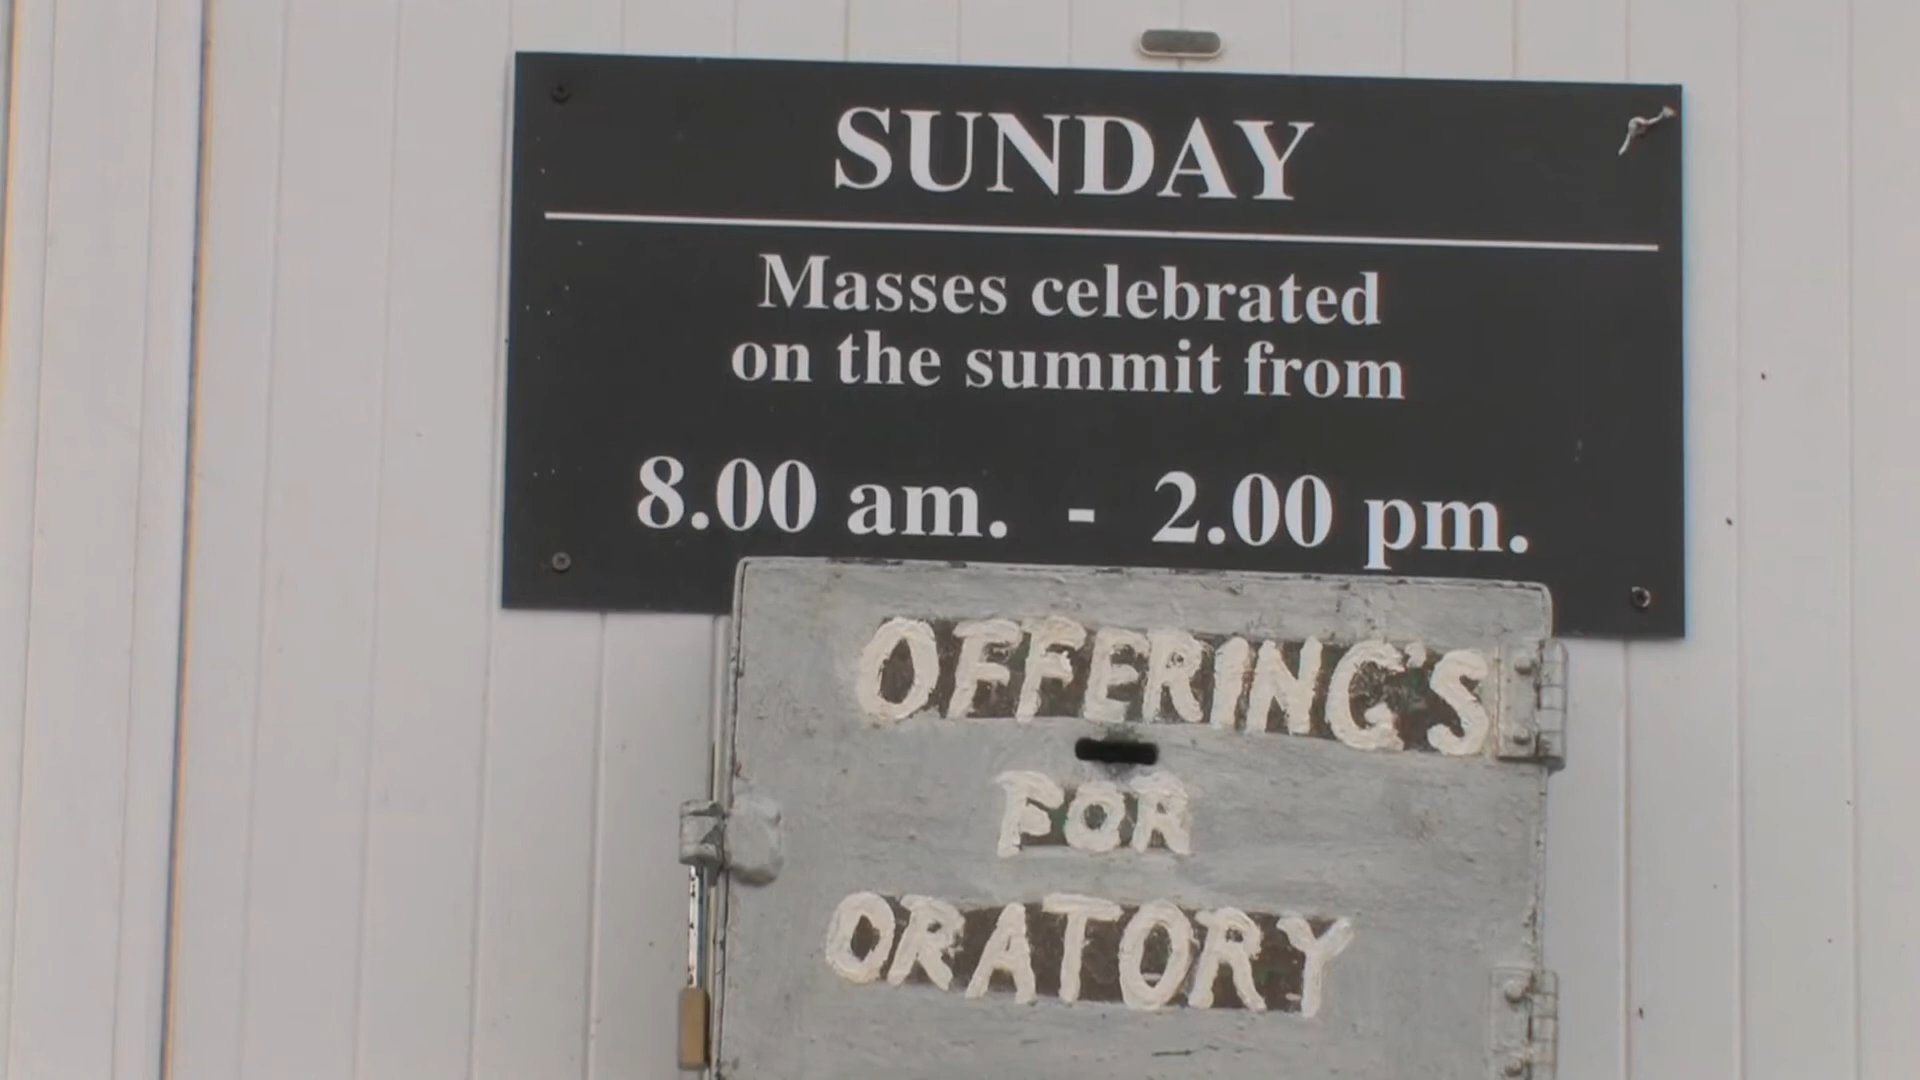 SUNDAY
Masses celebrated
on the summit from
8.00 am. - 2.00 pm.
OFFERING'S
FOR
ORATORY